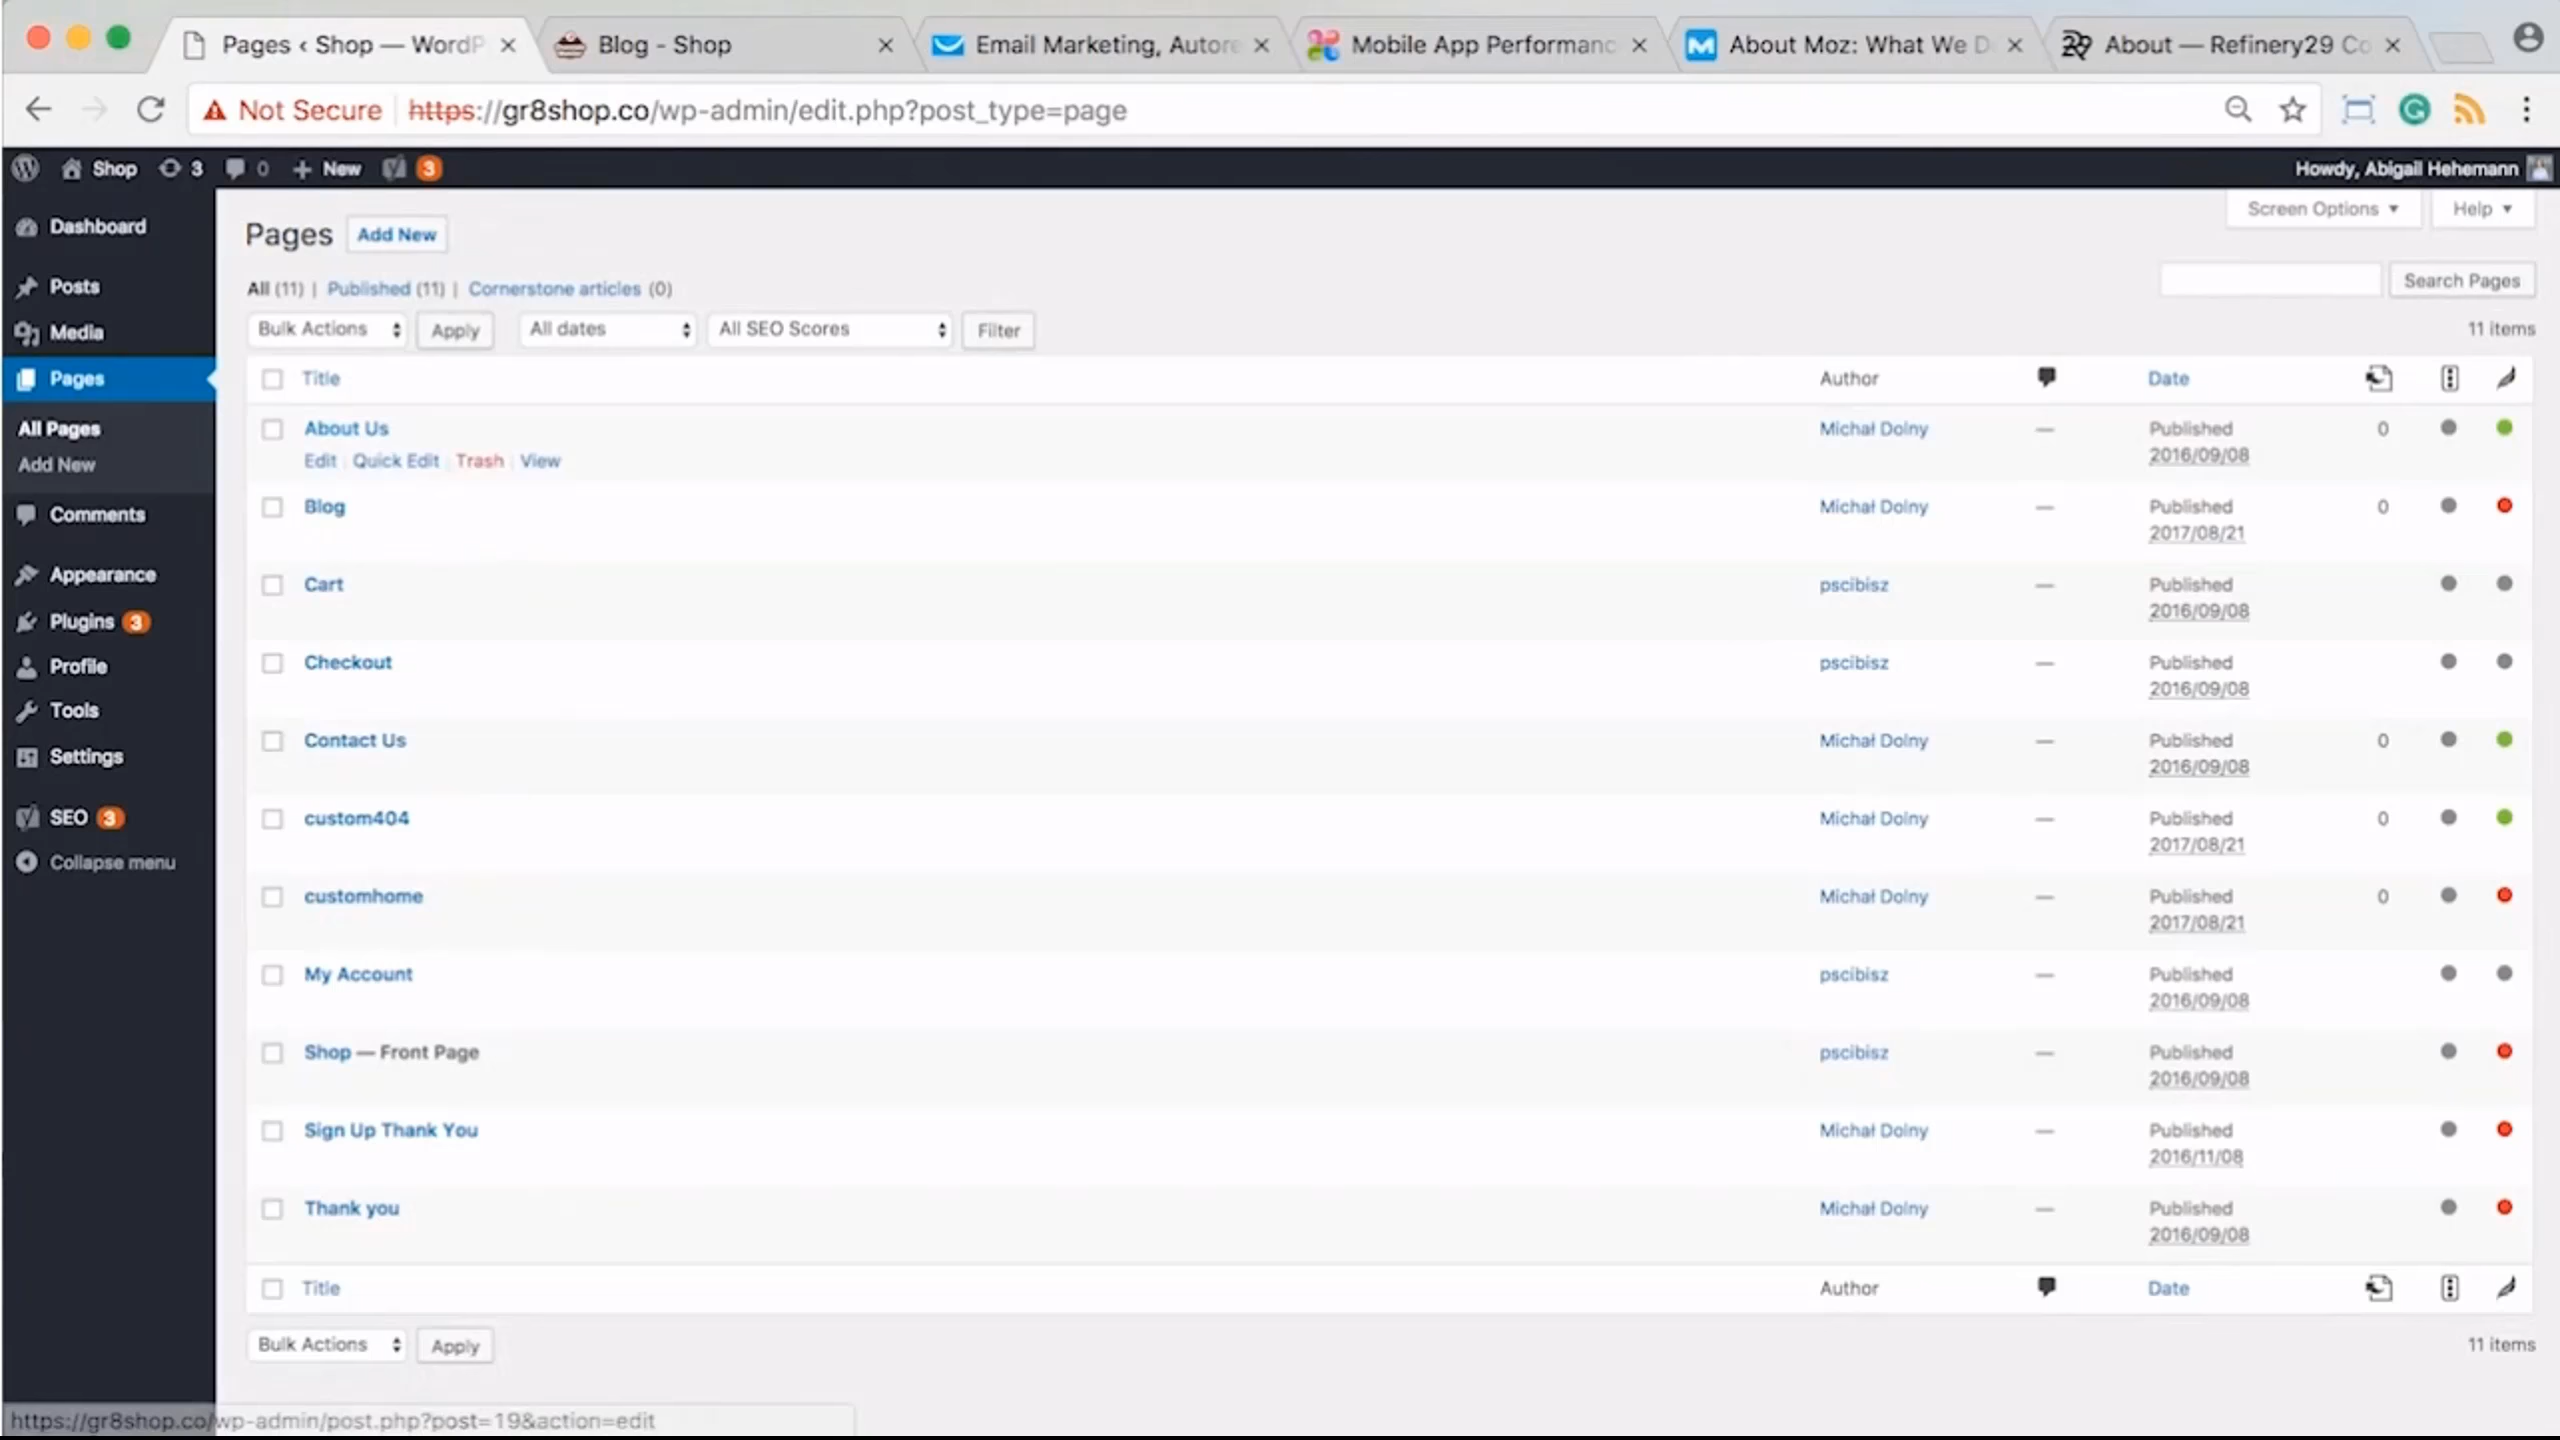 Pages ‹ Shop — WordP
Blog - Shop
Email Marketing, Autore
Mobile App Performanc
About Moz: What We D
About — Refinery29 Co
Not Secure https://gr8shop.co/wp-admin/edit.php?post_type=page
Shop 3 0 + New 3
Howdy, Abigail Hehemann
Dashboard
Posts
Media
Pages
All Pages
Add New
Comments
Appearance
Plugins 3
Profile
Tools
Settings
SEO 3
Collapse menu
Screen Options
Help
Pages Add New
All (11) | Published (11) | Cornerstone articles (0)
Search Pages
Bulk Actions Apply All dates All SEO Scores Filter
11 items
Title Author Date
About Us Michał Dolny — Published 0
Edit | Quick Edit | Trash | View 2016/09/08
Blog Michał Dolny — Published 0
2017/08/21
Cart pscibisz — Published
2016/09/08
Checkout pscibisz — Published
2016/09/08
Contact Us Michał Dolny — Published 0
2016/09/08
custom404 Michał Dolny — Published 0
2017/08/21
customhome Michał Dolny — Published 0
2017/08/21
My Account pscibisz — Published
2016/09/08
Shop — Front Page pscibisz — Published
2016/09/08
Sign Up Thank You Michał Dolny — Published
2016/11/08
Thank you Michał Dolny — Published
2016/09/08
Title Author Date
Bulk Actions Apply
11 items
https://gr8shop.co/wp-admin/post.php?post=19&action=edit